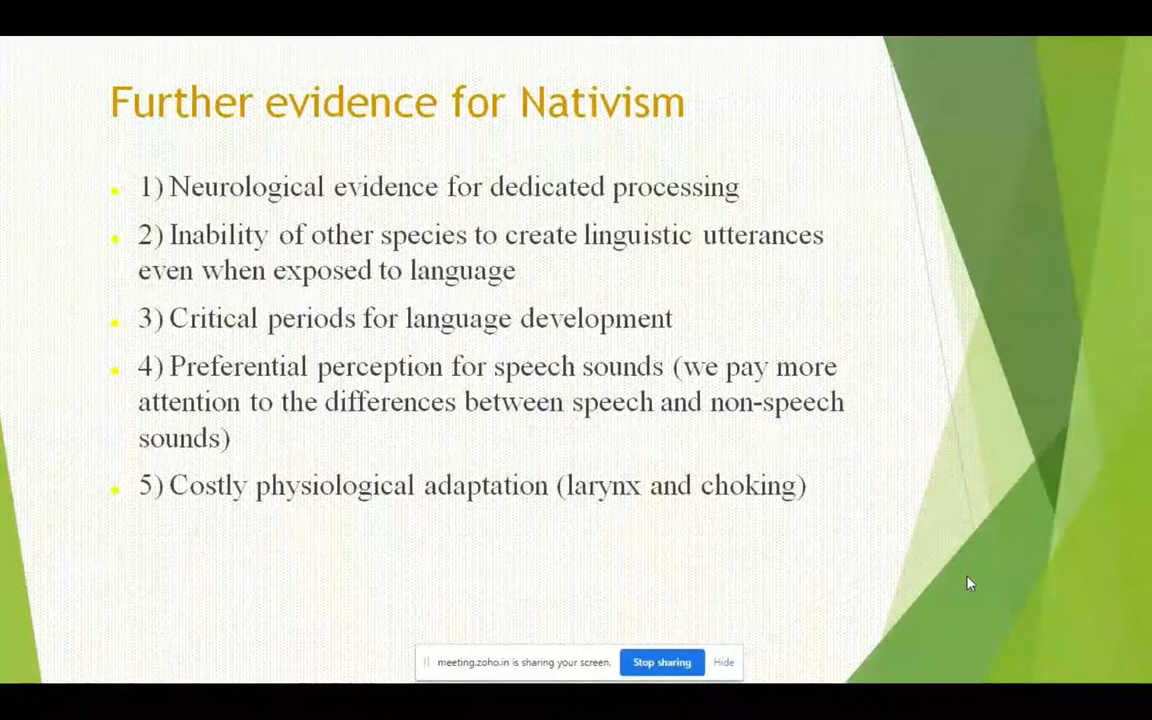 Further evidence for Nativism
1) Neurological evidence for dedicated processing
2) Inability of other species to create linguistic utterances
even when exposed to language
3) Critical periods for language development
4) Preferential perception for speech sounds (we pay more
attention to the differences between speech and non-speech
sounds)
5) Costly physiological adaptation (larynx and choking)
meeting.zoho.in is sharing your screen. Stop sharing Hide